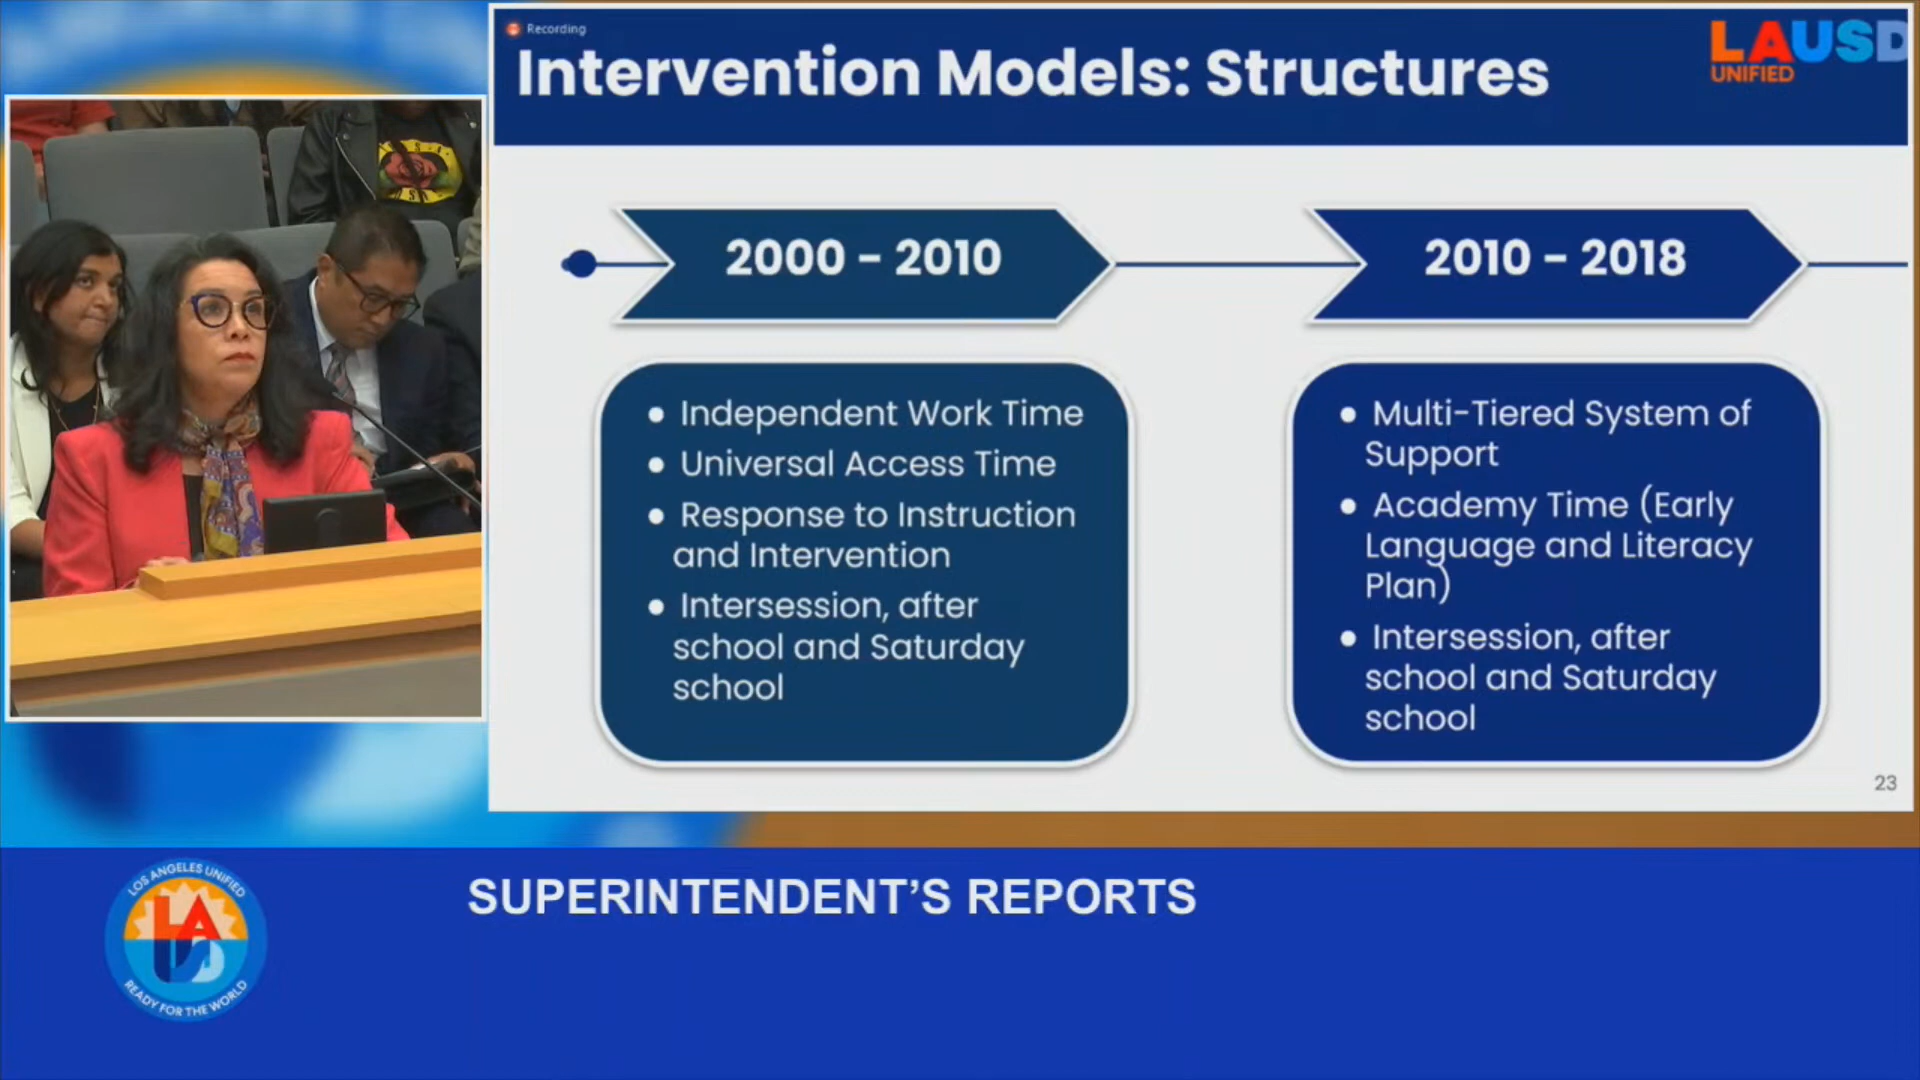 Recording
Intervention Models: Structures
LAUSD
UNIFIED
2000 - 2010
2010 - 2018
● Independent Work Time
● Universal Access Time
● Response to Instruction
and Intervention
● Intersession, after
school and Saturday
school
● Multi-Tiered System of
Support
● Academy Time (Early
Language and Literacy
Plan)
● Intersession, after
school and Saturday
school
23
SUPERINTENDENT’S REPORTS
LOS ANGELES UNIFIED
LAUSD
READY FOR THE WORLD